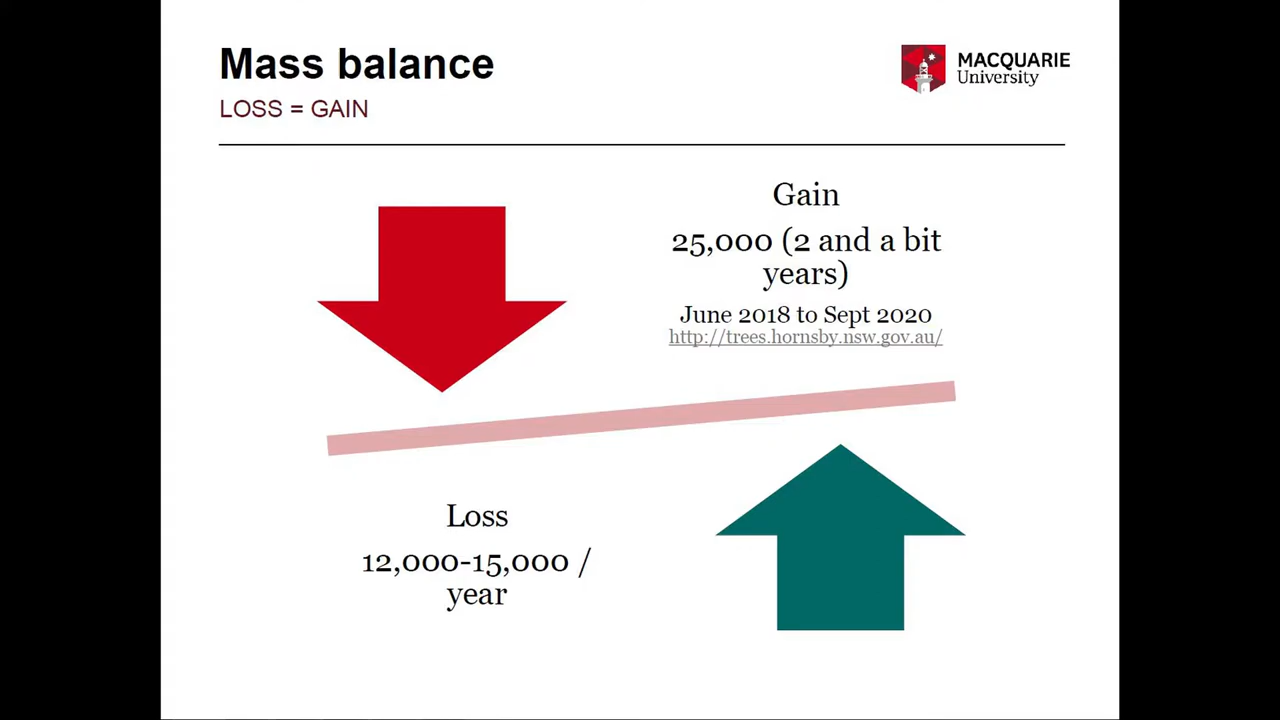 Mass balance
LOSS = GAIN
MACQUARIE
University
Gain
25,000 (2 and a bit
years)
June 2018 to Sept 2020
http://trees.hornsby.nsw.gov.au/
Loss
12,000-15,000 /
year